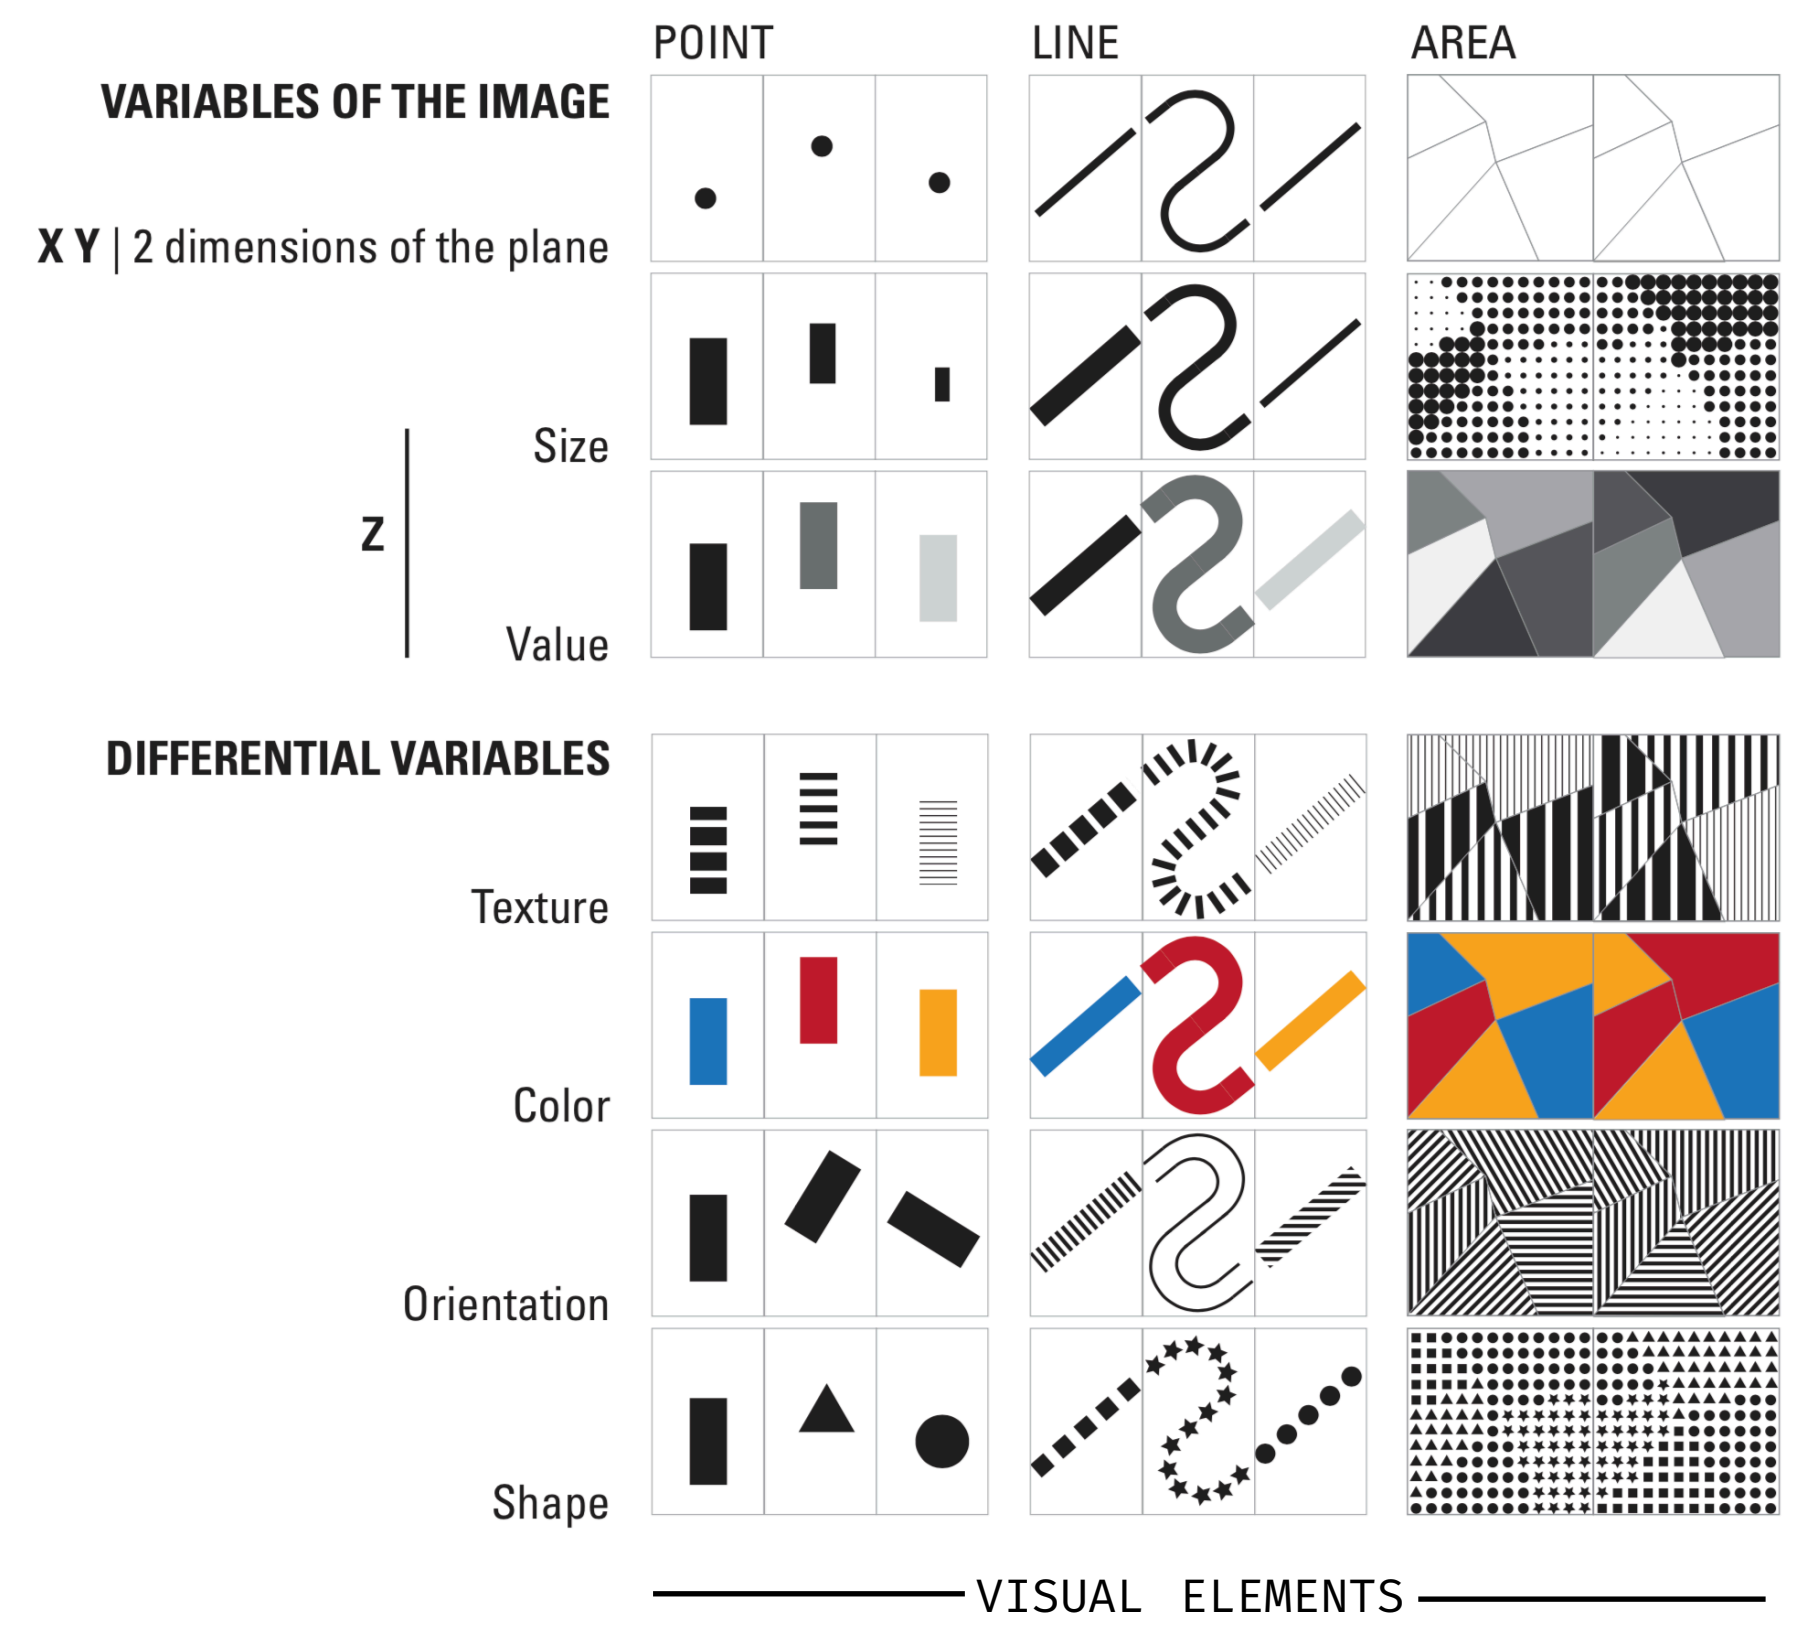 POINT LINE AREA
VARIABLES OF THE IMAGE
X Y | 2 dimensions of the plane
Size
Z
Value
DIFFERENTIAL VARIABLES
Texture
Color
Orientation
Shape
VISUAL ELEMENTS